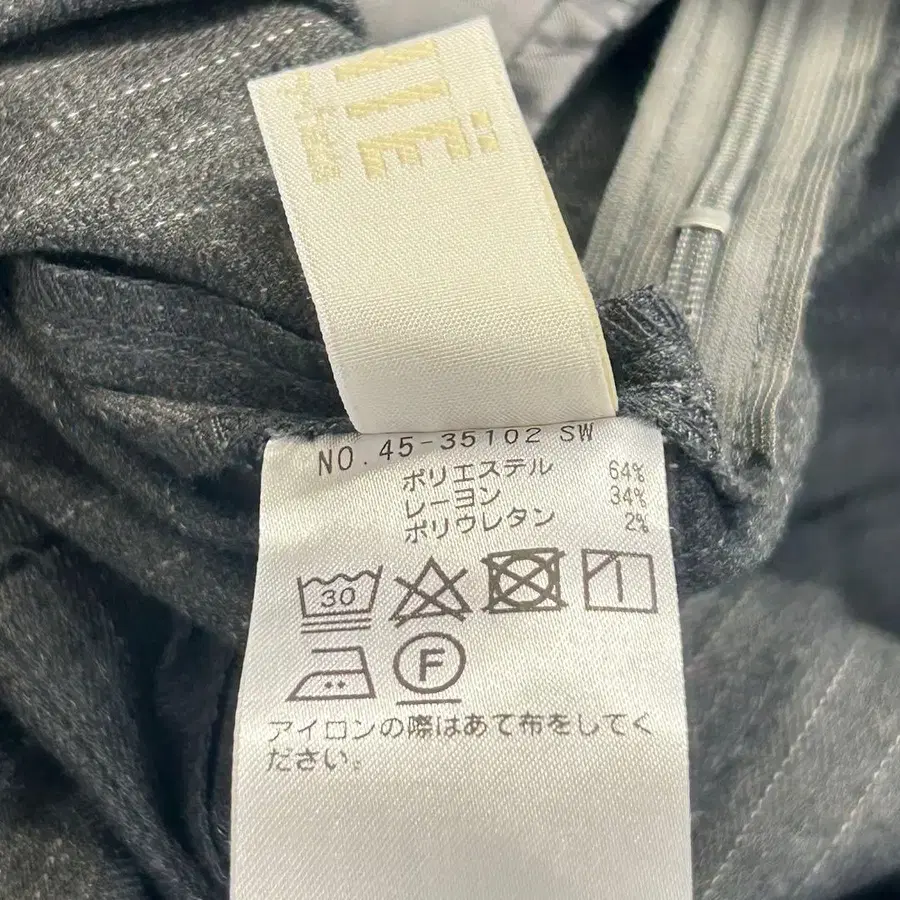 NO.45-35102 SW
ポリエステル 64%
レーヨン 34%
ポリウレタン 2%
30
F
アイロンの際はあて布をしてく
ださい。